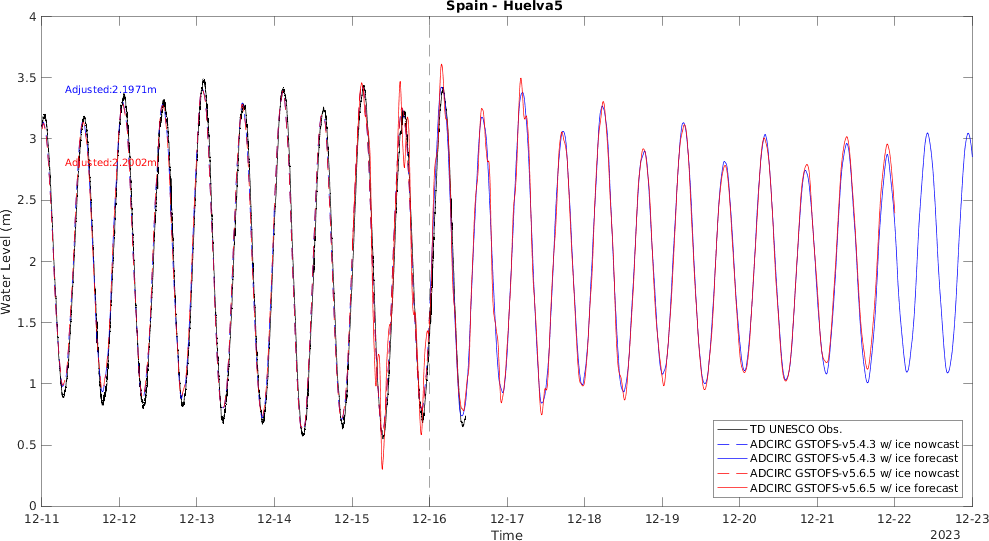 Spain - Huelva5
4
3.5
3
2.5
2
1.5
1
0.5
0
Water Level (m)
Adjusted:2.1971m
Adjusted:2.2002m
TD UNESCO Obs.
ADCIRC GSTOFS-v5.4.3 w/ ice nowcast
ADCIRC GSTOFS-v5.4.3 w/ ice forecast
ADCIRC GSTOFS-v5.6.5 w/ ice nowcast
ADCIRC GSTOFS-v5.6.5 w/ ice forecast
12-11 12-12 12-13 12-14 12-15 12-16 12-17 12-18 12-19 12-20 12-21 12-22 12-23
Time
2023